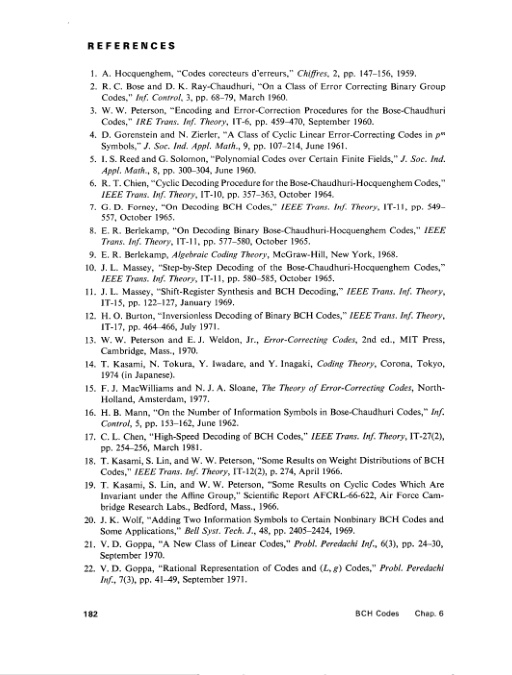 REFERENCES
1. A. Hocquenghem, "Codes corecteurs d'erreurs," Chiffres, 2, pp. 147–156, 1959.
2. R. C. Bose and D. K. Ray-Chaudhuri, "On a Class of Error Correcting Binary Group
Codes," Inf. Control, 3, pp. 68–79, March 1960.
3. W. W. Peterson, "Encoding and Error-Correction Procedures for the Bose-Chaudhuri
Codes," IRE Trans. Inf. Theory, IT-6, pp. 459–470, September 1960.
4. D. Gorenstein and N. Zierler, "A Class of Cyclic Linear Error-Correcting Codes in pᵐ
Symbols," J. Soc. Ind. Appl. Math., 9, pp. 107–214, June 1961.
5. I. S. Reed and G. Solomon, "Polynomial Codes over Certain Finite Fields," J. Soc. Ind.
Appl. Math., 8, pp. 300–304, June 1960.
6. R. T. Chien, "Cyclic Decoding Procedure for the Bose-Chaudhuri-Hocquenghem Codes,"
IEEE Trans. Inf. Theory, IT-10, pp. 357–363, October 1964.
7. G. D. Forney, "On Decoding BCH Codes," IEEE Trans. Inf. Theory, IT-11, pp. 549–
557, October 1965.
8. E. R. Berlekamp, "On Decoding Binary Bose-Chaudhuri-Hocquenghem Codes," IEEE
Trans. Inf. Theory, IT-11, pp. 577–580, October 1965.
9. E. R. Berlekamp, Algebraic Coding Theory, McGraw-Hill, New York, 1968.
10. J. L. Massey, "Step-by-Step Decoding of the Bose-Chaudhuri-Hocquenghem Codes,"
IEEE Trans. Inf. Theory, IT-11, pp. 580–585, October 1965.
11. J. L. Massey, "Shift-Register Synthesis and BCH Decoding," IEEE Trans. Inf. Theory,
IT-15, pp. 122–127, January 1969.
12. H. O. Burton, "Inversionless Decoding of Binary BCH Codes," IEEE Trans. Inf. Theory,
IT-17, pp. 464–466, July 1971.
13. W. W. Peterson and E. J. Weldon, Jr., Error-Correcting Codes, 2nd ed., MIT Press,
Cambridge, Mass., 1970.
14. T. Kasami, N. Tokura, Y. Iwadare, and Y. Inagaki, Coding Theory, Corona, Tokyo,
1974 (in Japanese).
15. F. J. MacWilliams and N. J. A. Sloane, The Theory of Error-Correcting Codes, North-
Holland, Amsterdam, 1977.
16. H. B. Mann, "On the Number of Information Symbols in Bose-Chaudhuri Codes," Inf.
Control, 5, pp. 153–162, June 1962.
17. C. L. Chen, "High-Speed Decoding of BCH Codes," IEEE Trans. Inf. Theory, IT-27(2),
pp. 254–256, March 1981.
18. T. Kasami, S. Lin, and W. W. Peterson, "Some Results on Weight Distributions of BCH
Codes," IEEE Trans. Inf. Theory, IT-12(2), p. 274, April 1966.
19. T. Kasami, S. Lin, and W. W. Peterson, "Some Results on Cyclic Codes Which Are
Invariant under the Affine Group," Scientific Report AFCRL-66-622, Air Force Cam-
bridge Research Labs., Bedford, Mass., 1966.
20. J. K. Wolf, "Adding Two Information Symbols to Certain Nonbinary BCH Codes and
Some Applications," Bell Syst. Tech. J., 48, pp. 2405–2424, 1969.
21. V. D. Goppa, "A New Class of Linear Codes," Probl. Peredachi Inf., 6(3), pp. 24–30,
September 1970.
22. V. D. Goppa, "Rational Representation of Codes and (L, g) Codes," Probl. Peredachi
Inf., 7(3), pp. 41–49, September 1971.
182 BCH Codes Chap. 6